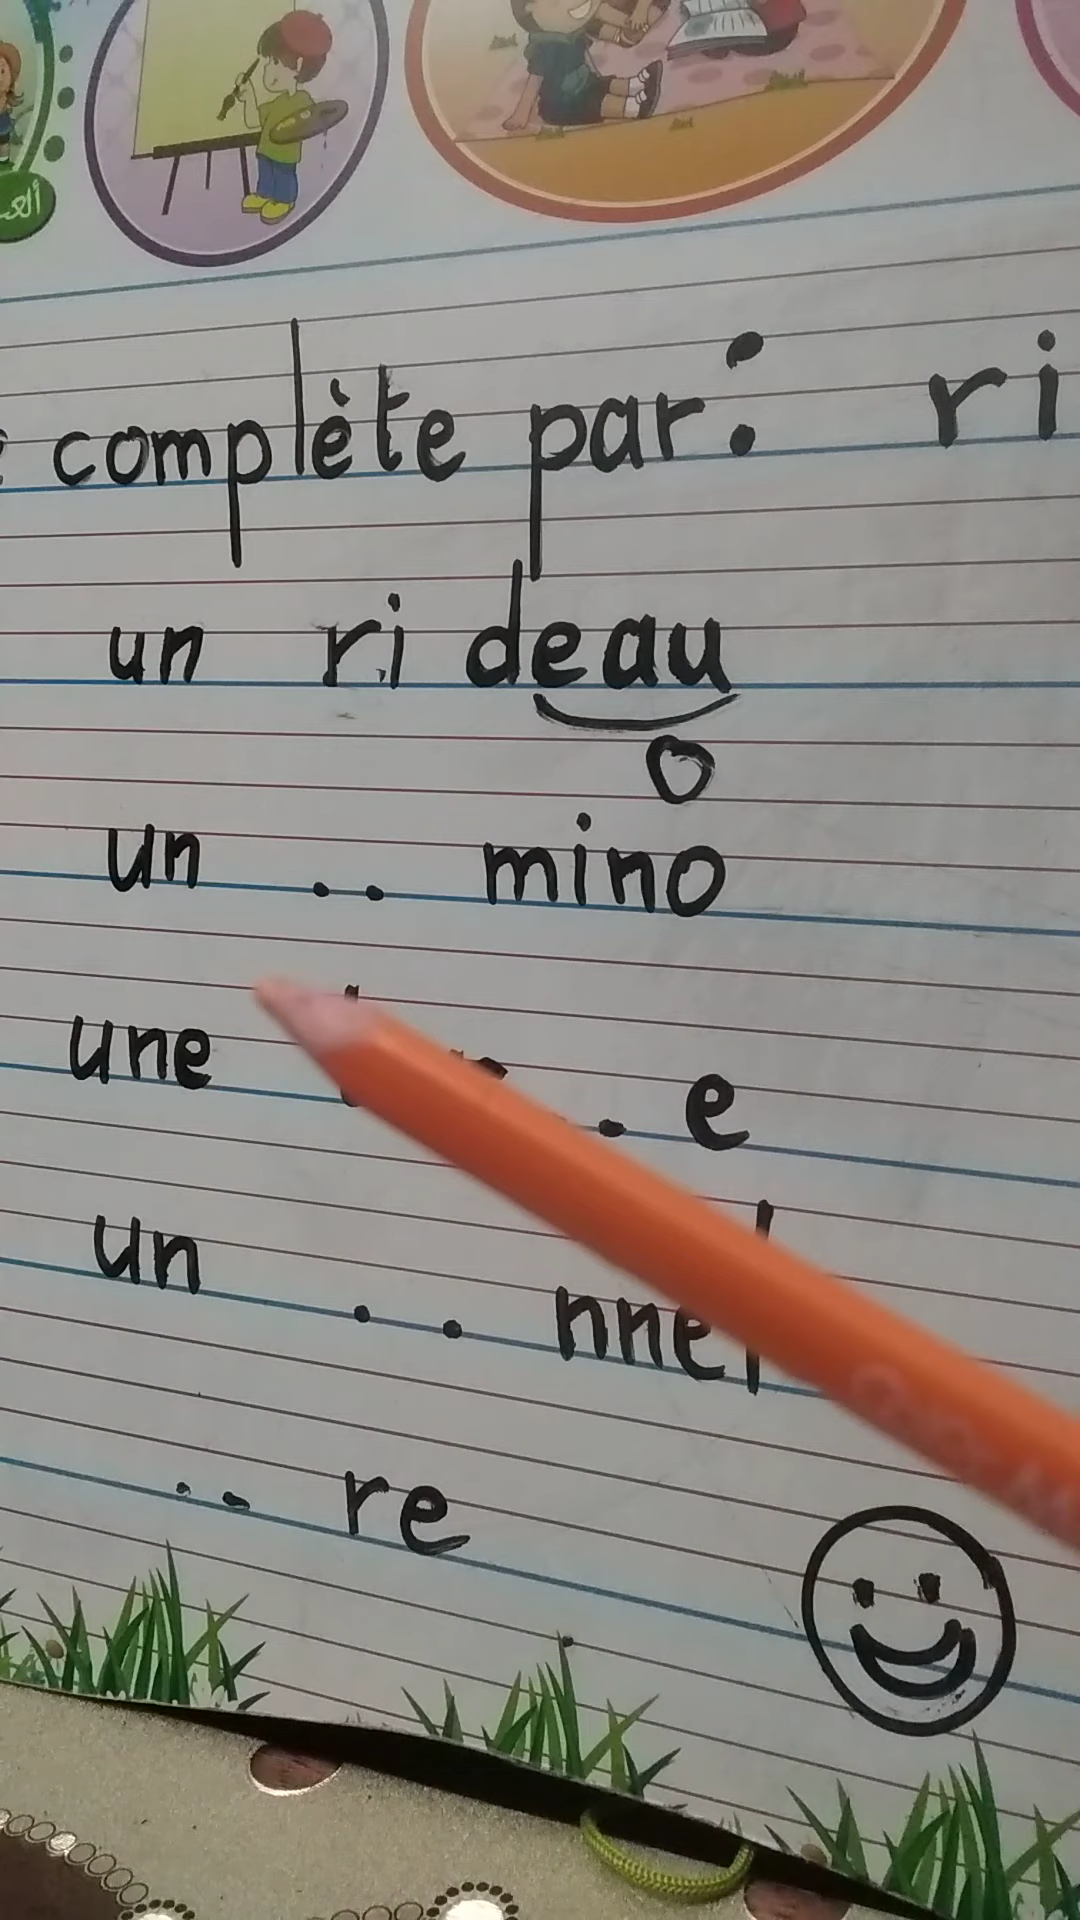 complète par: ri
un ri deau
o
un .. mino
une . e
un . . nnel
.. re